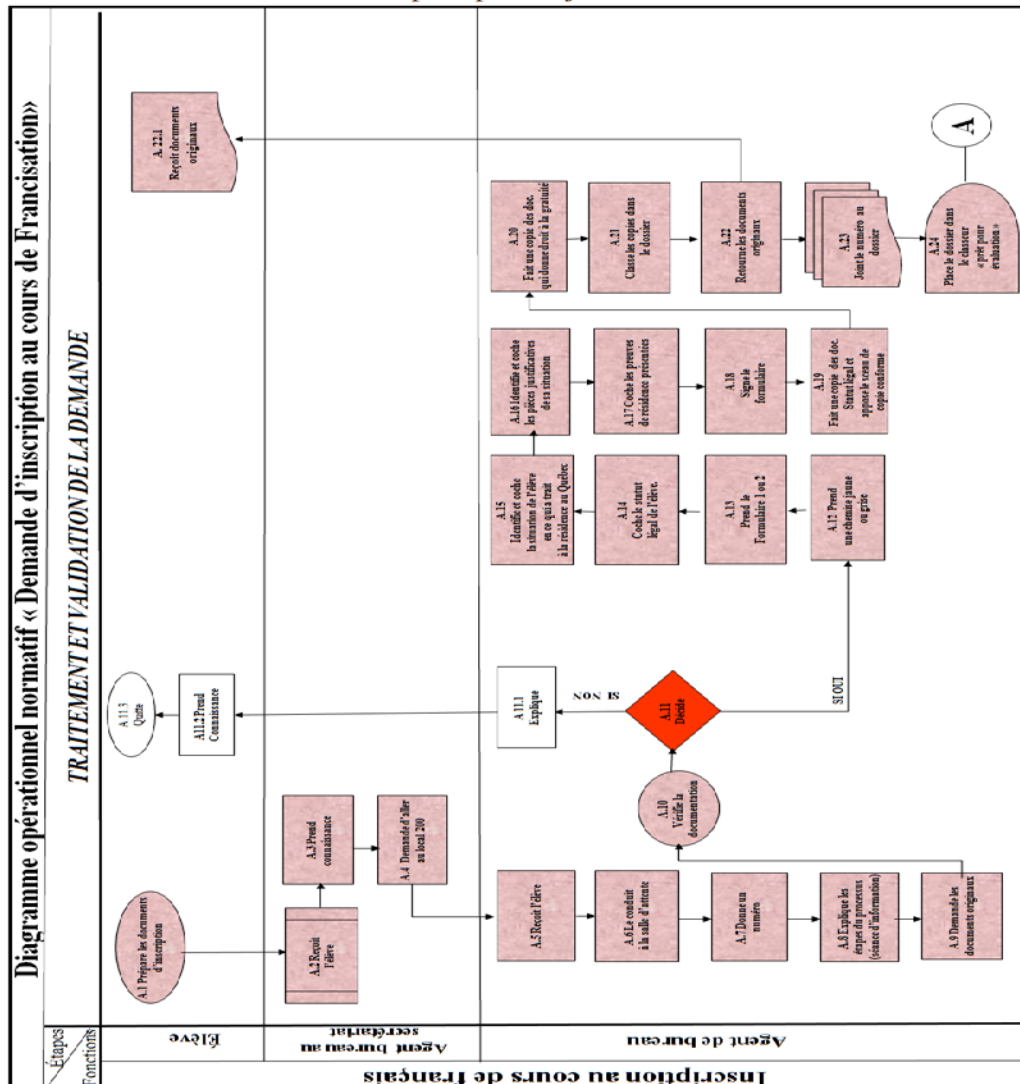 Diagramme opérationnel normatif « Demande d'inscription au cours de Francisation»
Étapes
Fonctions
TRAITEMENT ET VALIDATION DE LA DEMANDE
Inscription au cours de français
Élève
A.1 Prépare les documents
d'inscription
A.11.3
Quitte
A11.2 Prend
Connaissance
A.22.1
Reçoit documents
originaux
Agent bureau au
secrétariat
A.2 Reçoit
l'élève
A.3 Prend
connaissance
A.4 Demande d'aller
au local 200
Agent de bureau
A.5 Reçoit l'élève
A.6 Le conduit
à la salle d'attente
A.7 Donne un
numéro
A.8 Explique les
étapes du processus
(séance d'information)
A.9 Demande les
documents originaux
A.10
Vérifie la
documentation
A.11
Décide
SI NON
A11.1
Explique
SI OUI
A.12 Prend
une chemise jaune
ou grise
A.13
Prend le
Formulaire 1 ou 2
A.14
Coche le statut
légal de l'élève.
A.15
Identifie et coche
la situation de l'élève
en ce qui a trait
à la résidence au Québec
A.16 Identifie et coche
les pièces justificatives
de sa situation
A.17 Coche les preuves
de résidence présentées
A.18
Signe le
formulaire
A.19
Fait une copie des doc.
Statut légal et
appose le sceau de
copie conforme
A.20
Fait une copie des doc.
qui donne droit à la gratuité
A.21
Classe les copies dans
le dossier
A.22
Retourne les documents
originaux
A.23
Joint le numéro au
dossier
A.24
Place le dossier dans
le classeur
« prêt pour
évaluation »
A